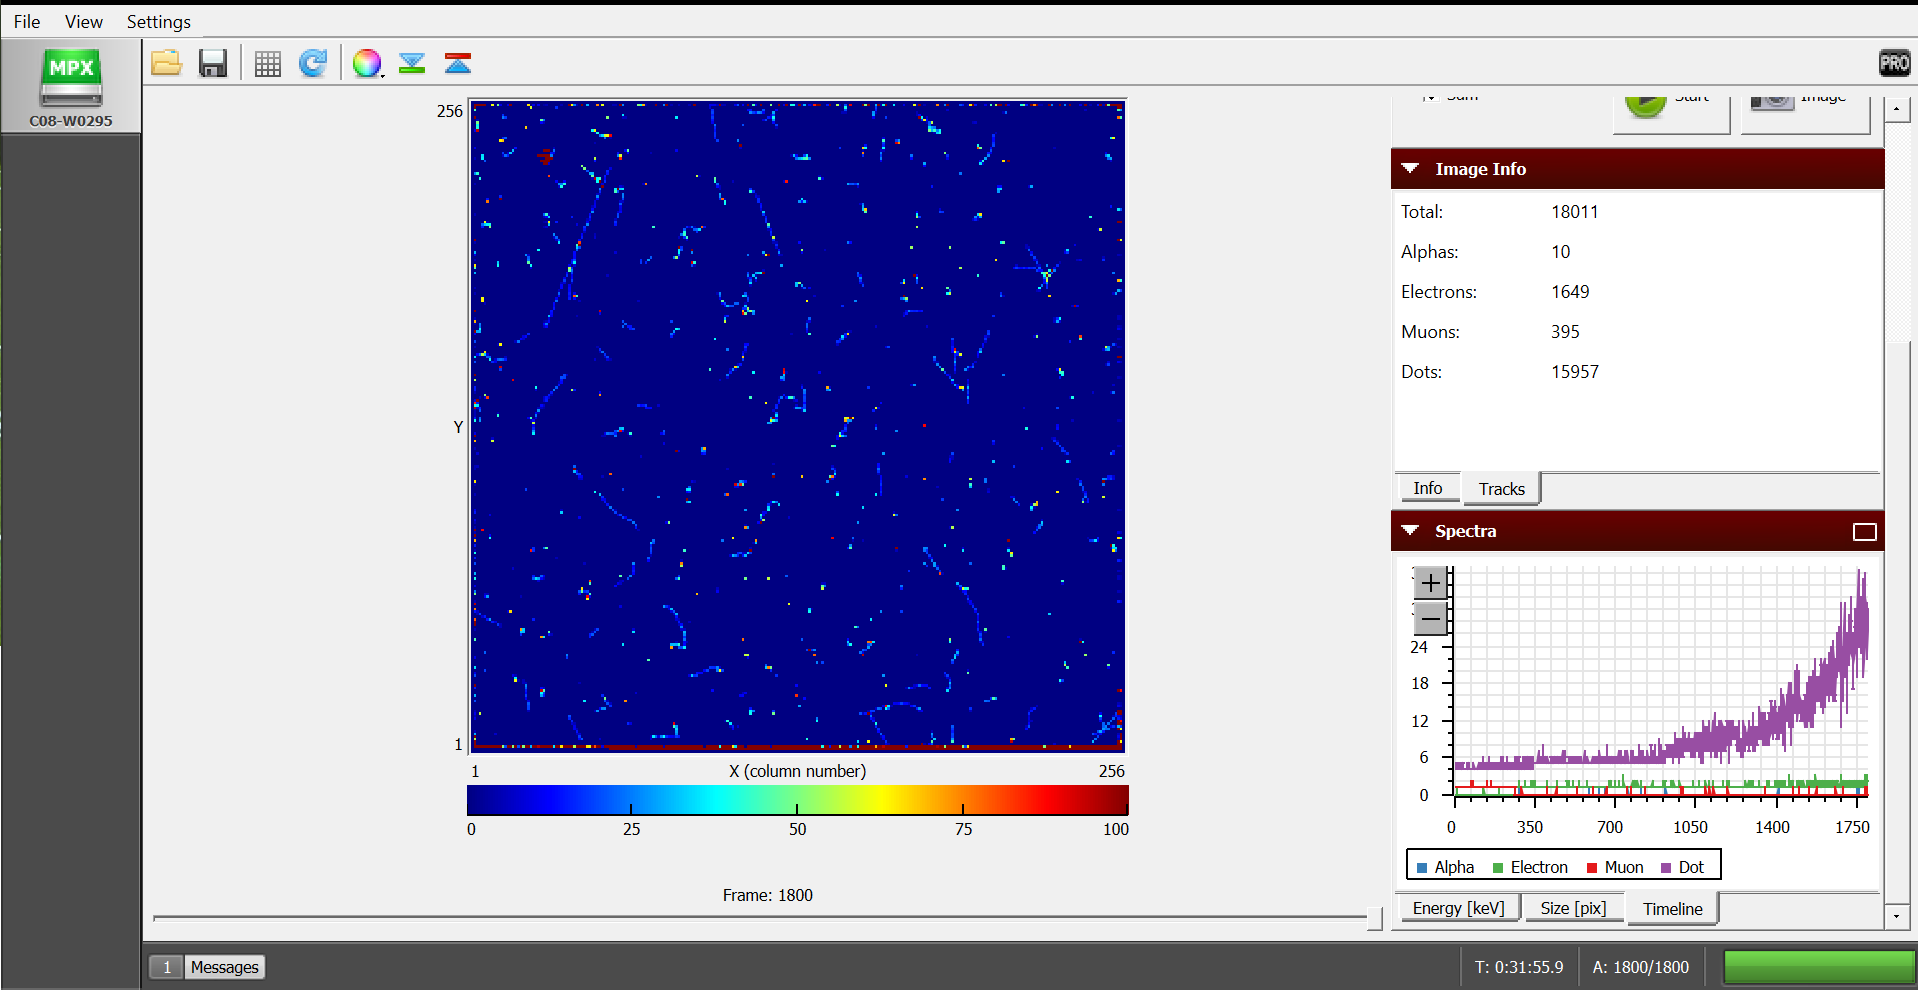 File View Settings
MPX
C08-W0295
PRO
256
Y
1
1 X (column number) 256
0 25 50 75 100
Frame: 1800
Image Info
Total: 18011
Alphas: 10
Electrons: 1649
Muons: 395
Dots: 15957
Info Tracks
Spectra
+
−
24
18
12
6
0
0 350 700 1050 1400 1750
Alpha Electron Muon Dot
Energy [keV] Size [pix] Timeline
1 Messages
T: 0:31:55.9 A: 1800/1800